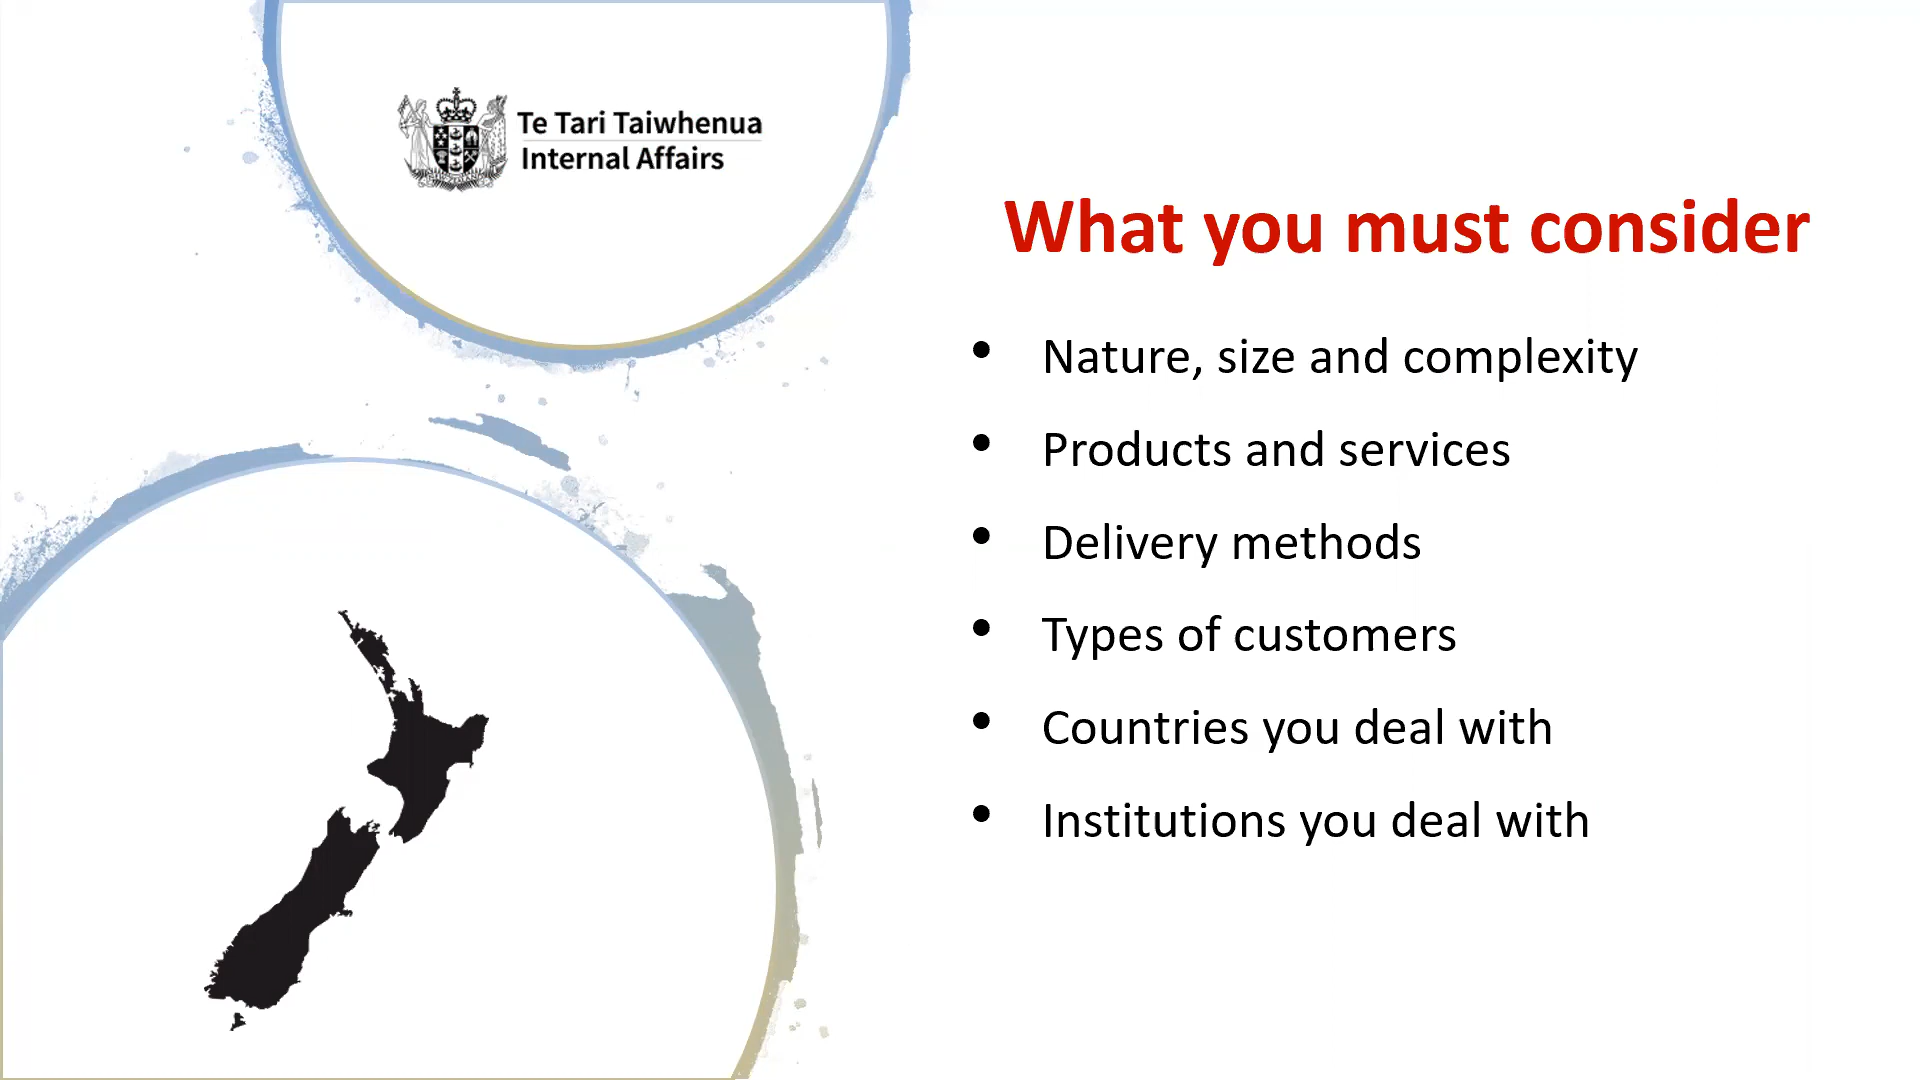 Te Tari Taiwhenua
Internal Affairs
What you must consider
• Nature, size and complexity
• Products and services
• Delivery methods
• Types of customers
• Countries you deal with
• Institutions you deal with